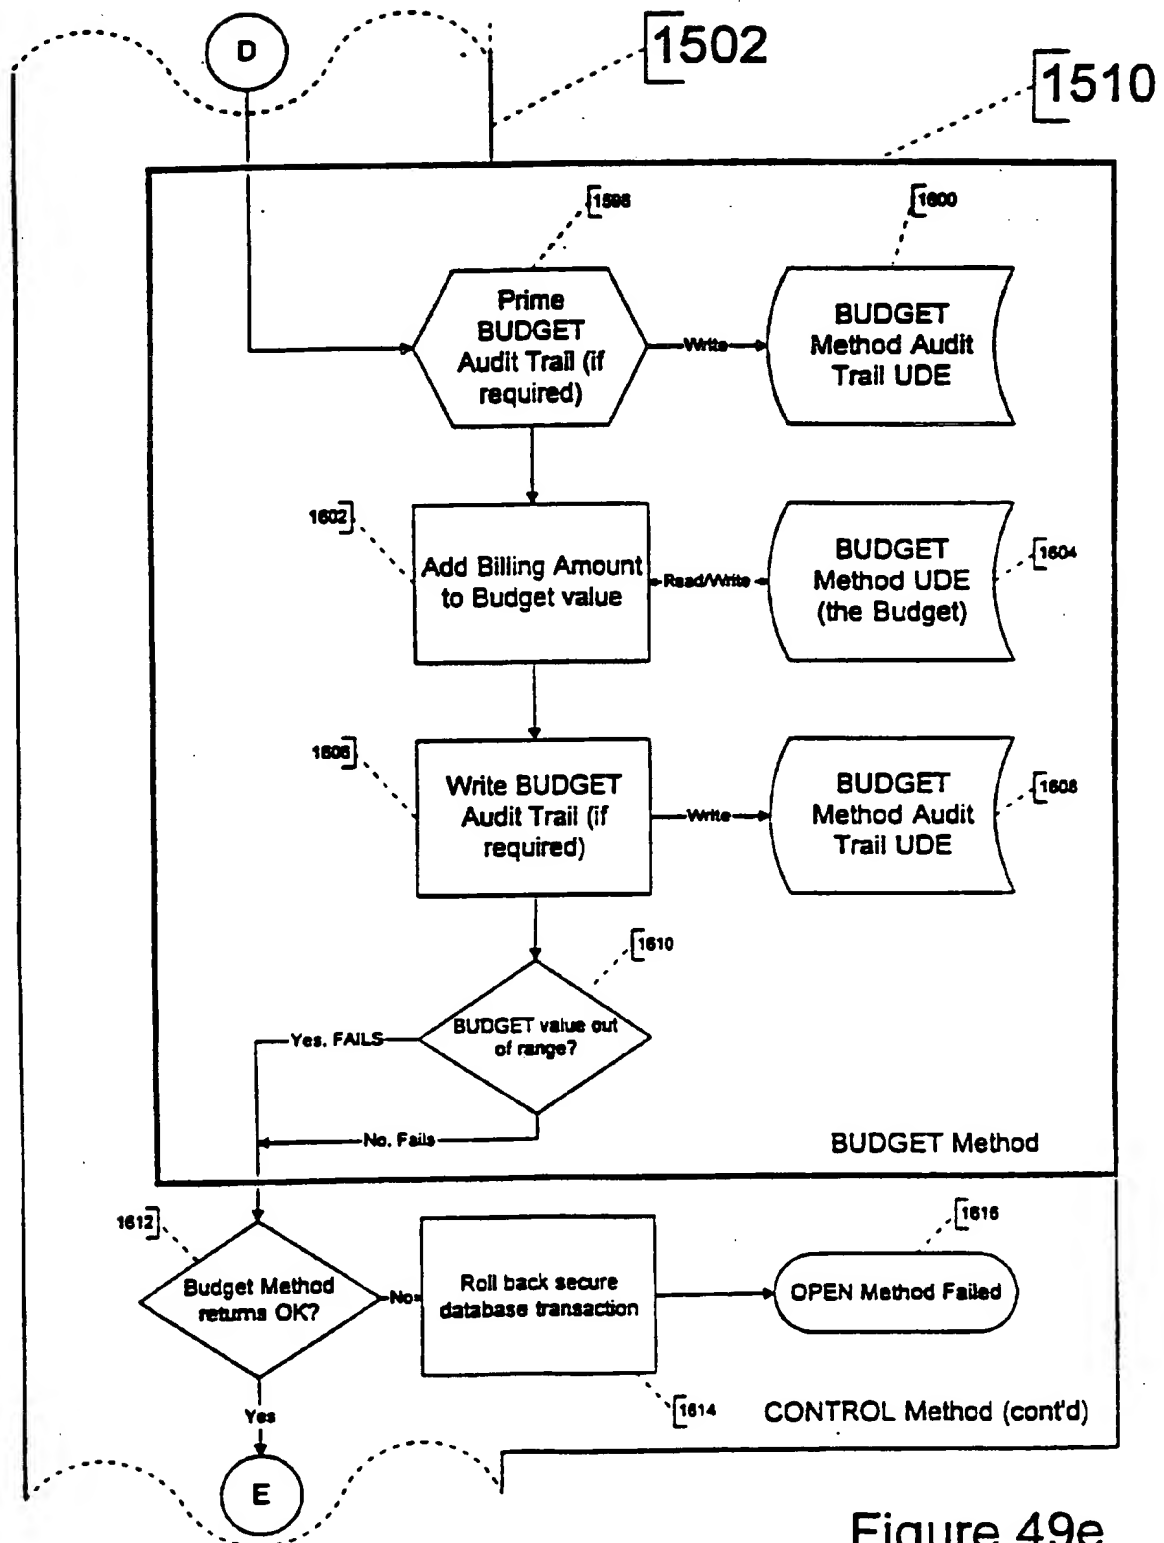 D
1502
1510
1598
1600
Prime
BUDGET
Audit Trail (if
required)
Write
BUDGET
Method Audit
Trail UDE
1602
Add Billing Amount
to Budget value
Read/Write
BUDGET
Method UDE
(the Budget)
1604
1606
Write BUDGET
Audit Trail (if
required)
Write
BUDGET
Method Audit
Trail UDE
1608
1610
BUDGET value out
of range?
Yes. FAILS
No. Fails
BUDGET Method
1612
Budget Method
returns OK?
No
Roll back secure
database transaction
1616
OPEN Method Failed
1614
CONTROL Method (cont'd)
Yes
E
Figure 49e